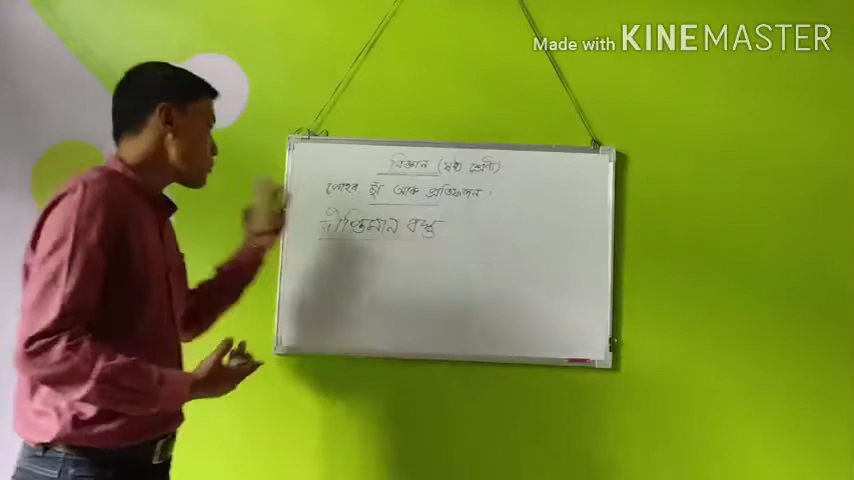 Made with KINEMASTER
বিজ্ঞান (ষষ্ঠ শ্ৰেণী)
পোহৰ, ছাঁ আৰু প্ৰতিফলন ।
দীপ্তিমান বস্তু